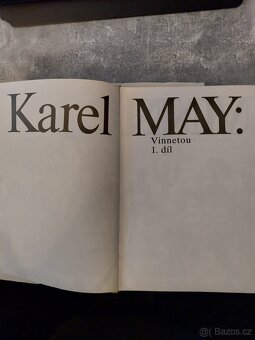 Karel MAY:
Vinnetou
1. díl
© Bazos.cz